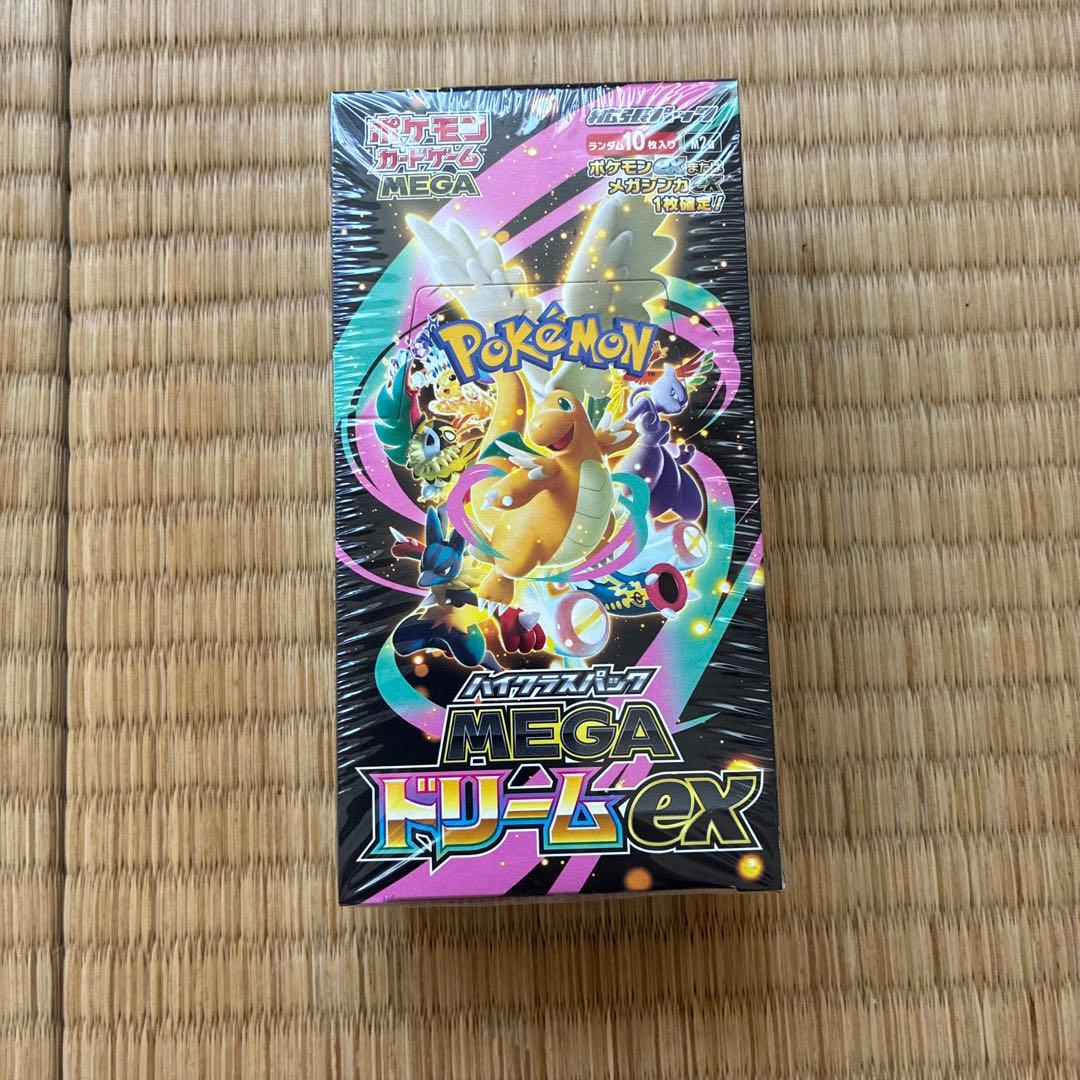 ポケモン
カードゲーム
MEGA
拡張パック
ランダム10枚入り M2a
ポケモンexまたは
メガシンカex
1枚確定!
POKéMON
ハイクラスパック
MEGA
ドリームex